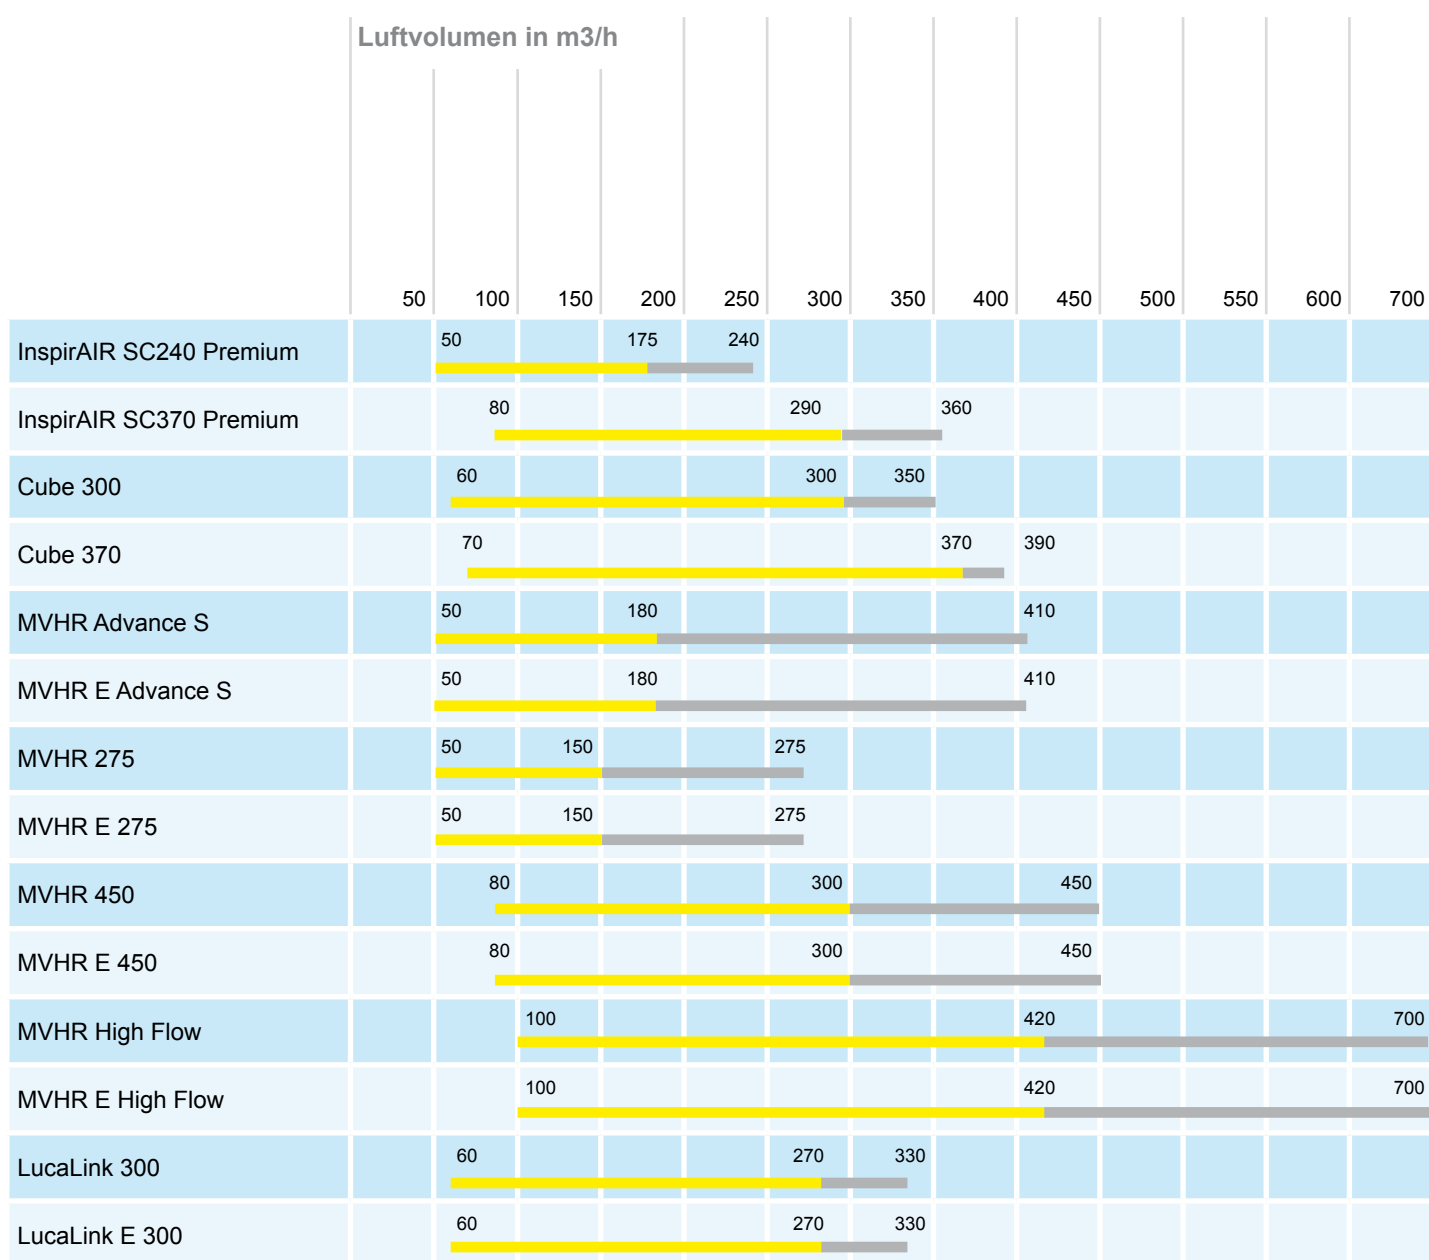 Luftvolumen in m3/h
50 100 150 200 250 300 350 400 450 500 550 600 700
InspirAIR SC240 Premium 50 175 240
InspirAIR SC370 Premium 80 290 360
Cube 300 60 300 350
Cube 370 70 370 390
MVHR Advance S 50 180 410
MVHR E Advance S 50 180 410
MVHR 275 50 150 275
MVHR E 275 50 150 275
MVHR 450 80 300 450
MVHR E 450 80 300 450
MVHR High Flow 100 420 700
MVHR E High Flow 100 420 700
LucaLink 300 60 270 330
LucaLink E 300 60 270 330